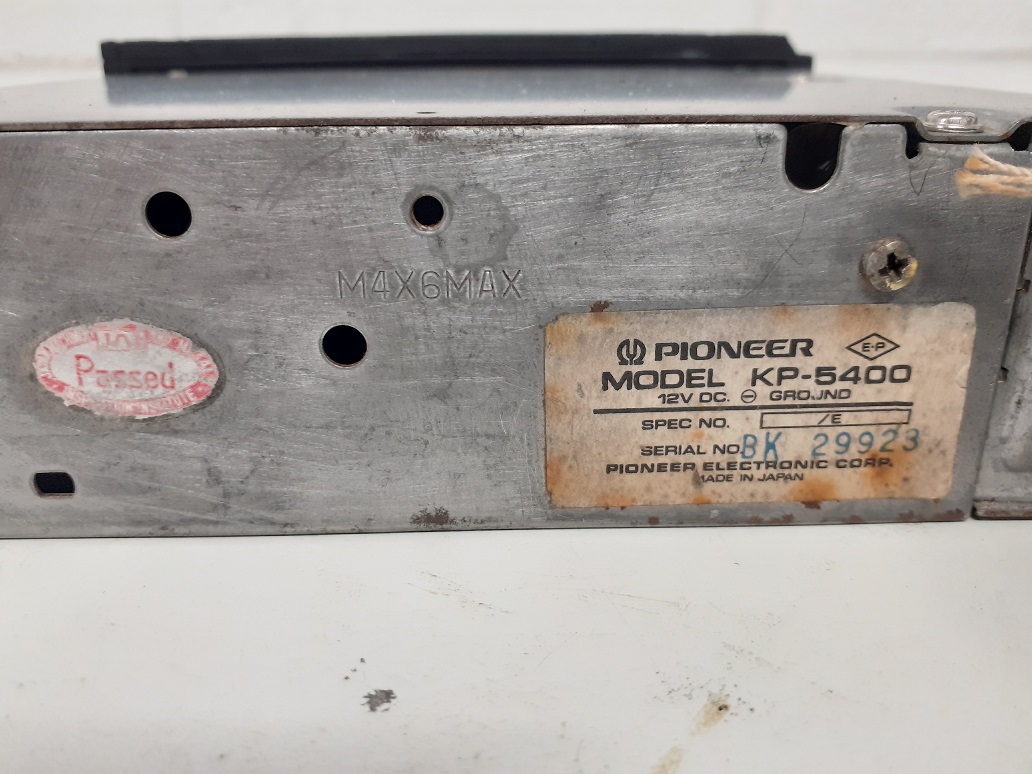 M4X6MAX
10
Passed
PIONEER E·P
MODEL KP-5400
12V DC. ⊖ GROUND
SPEC NO. /E
SERIAL NO. BK 29923
PIONEER ELECTRONIC CORP.
MADE IN JAPAN